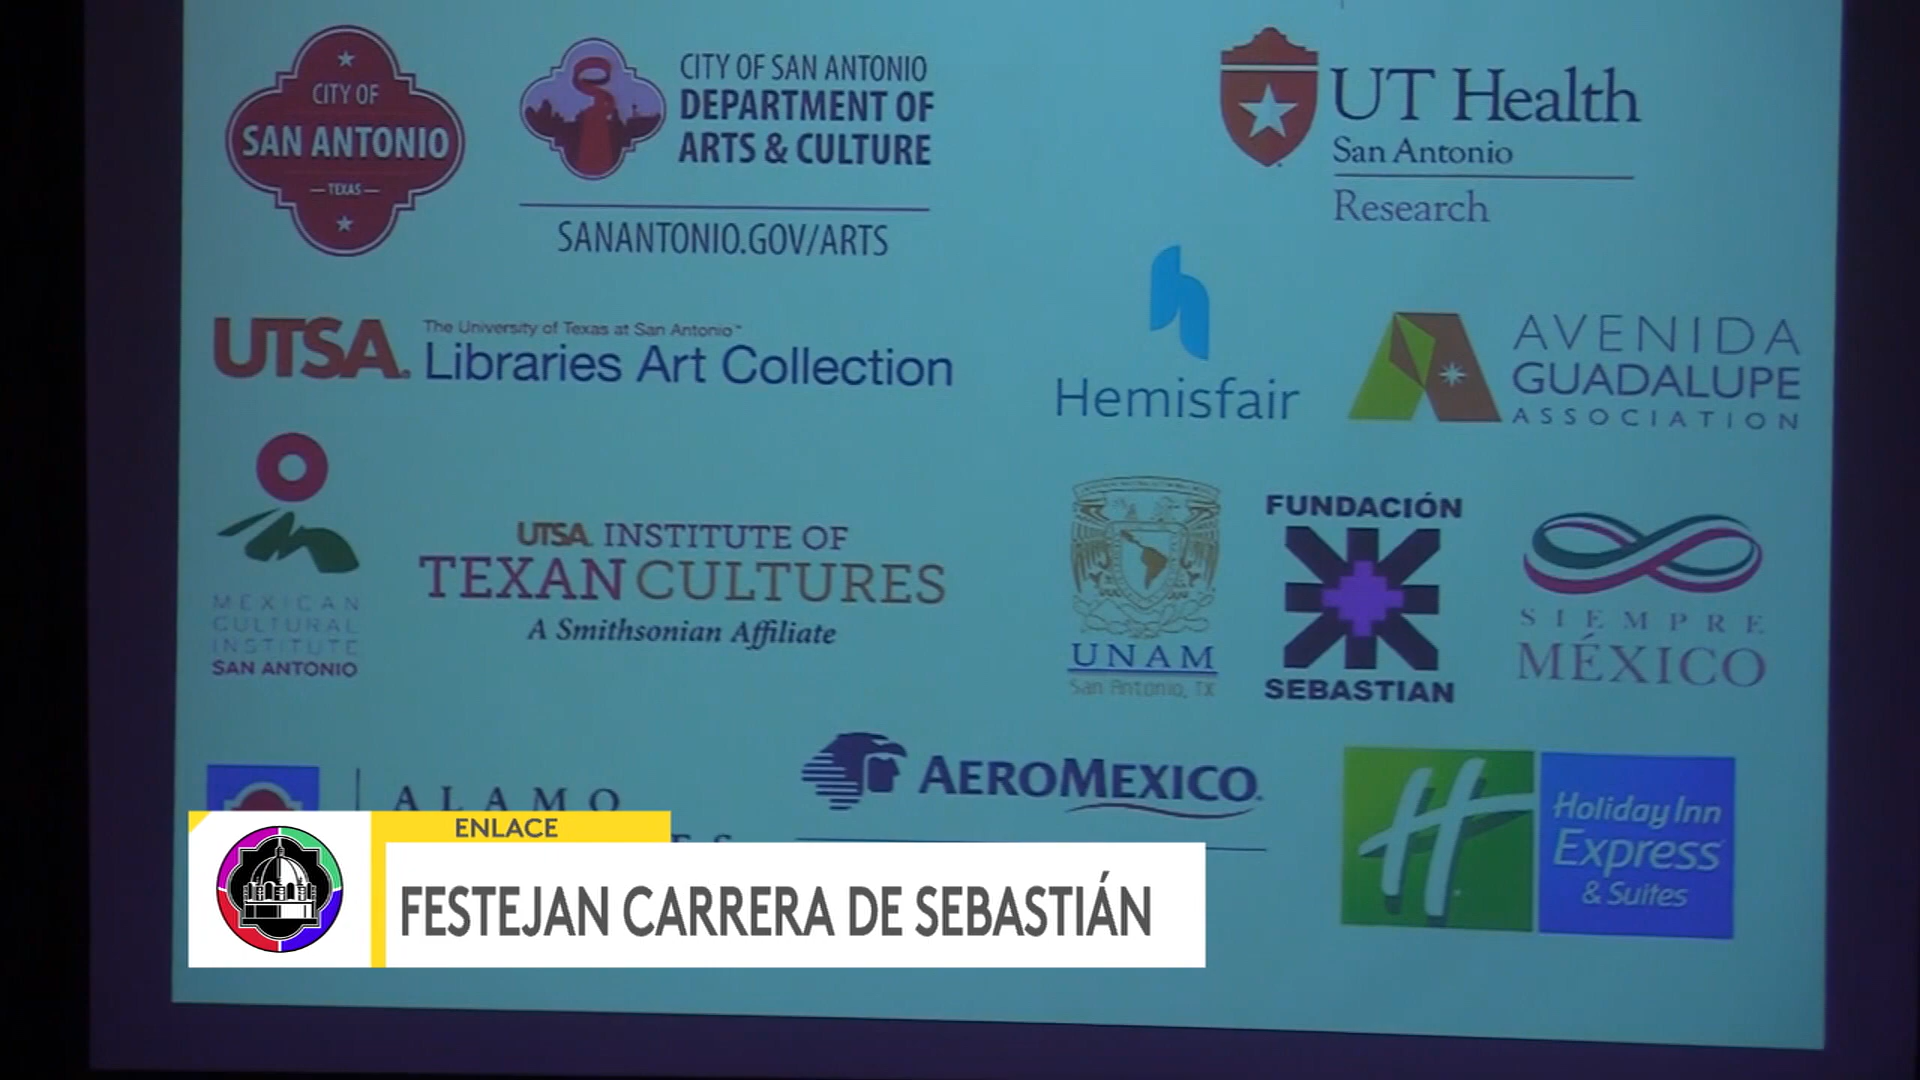 CITY OF
SAN ANTONIO
TEXAS
CITY OF SAN ANTONIO
DEPARTMENT OF
ARTS & CULTURE
SANANTONIO.GOV/ARTS
UT Health
San Antonio
Research
UTSA
The University of Texas at San Antonio™
Libraries Art Collection
Hemisfair
AVENIDA
GUADALUPE
ASSOCIATION
MEXICAN
CULTURAL
INSTITUTE
SAN ANTONIO
UTSA INSTITUTE OF
TEXAN CULTURES
A Smithsonian Affiliate
UNAM
San Antonio, TX
FUNDACIÓN
SEBASTIAN
SIEMPRE
MÉXICO
ALAMO
AEROMEXICO.
H
Holiday Inn
Express
& Suites
ENLACE
FESTEJAN CARRERA DE SEBASTIÁN